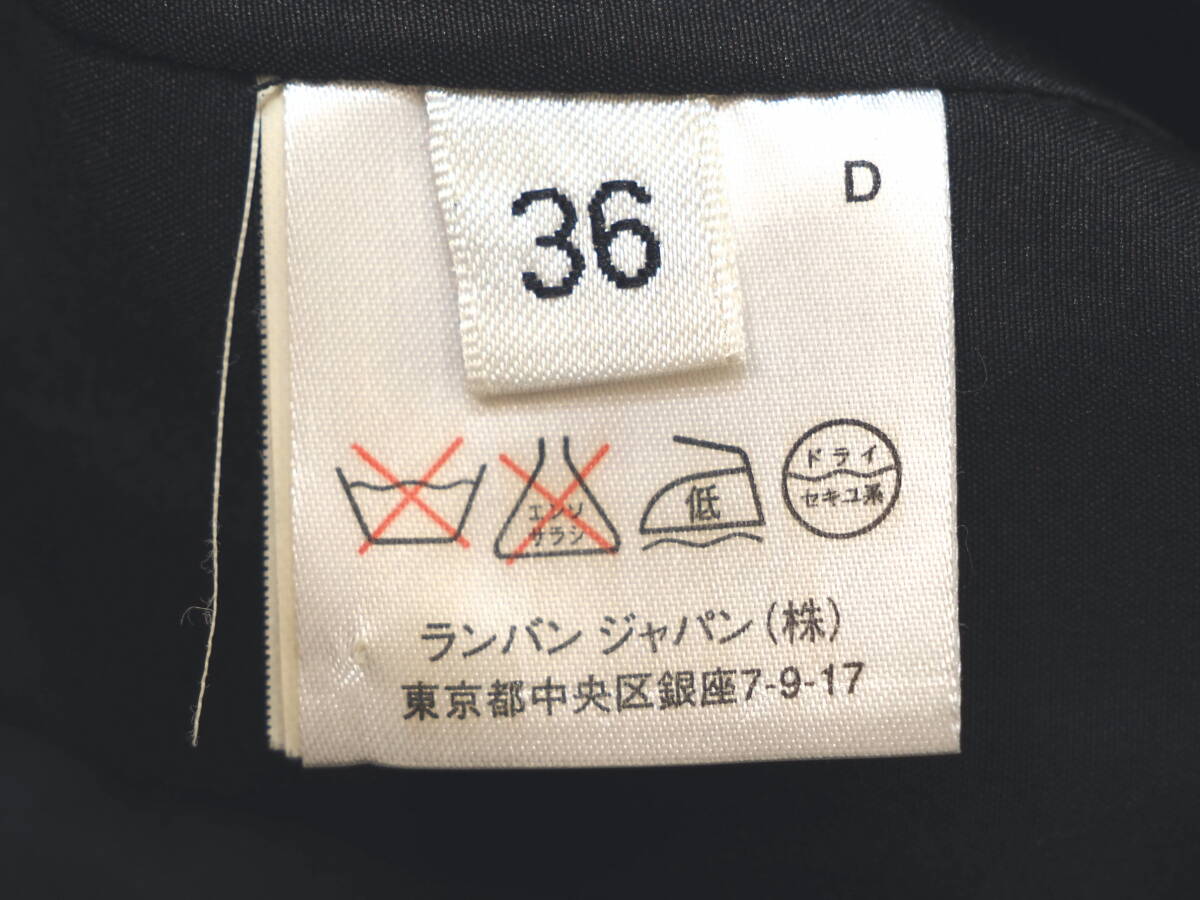 36
D
エンソ
サラシ
低
ドライ
セキユ系
ランバン ジャパン(株)
東京都中央区銀座7-9-17